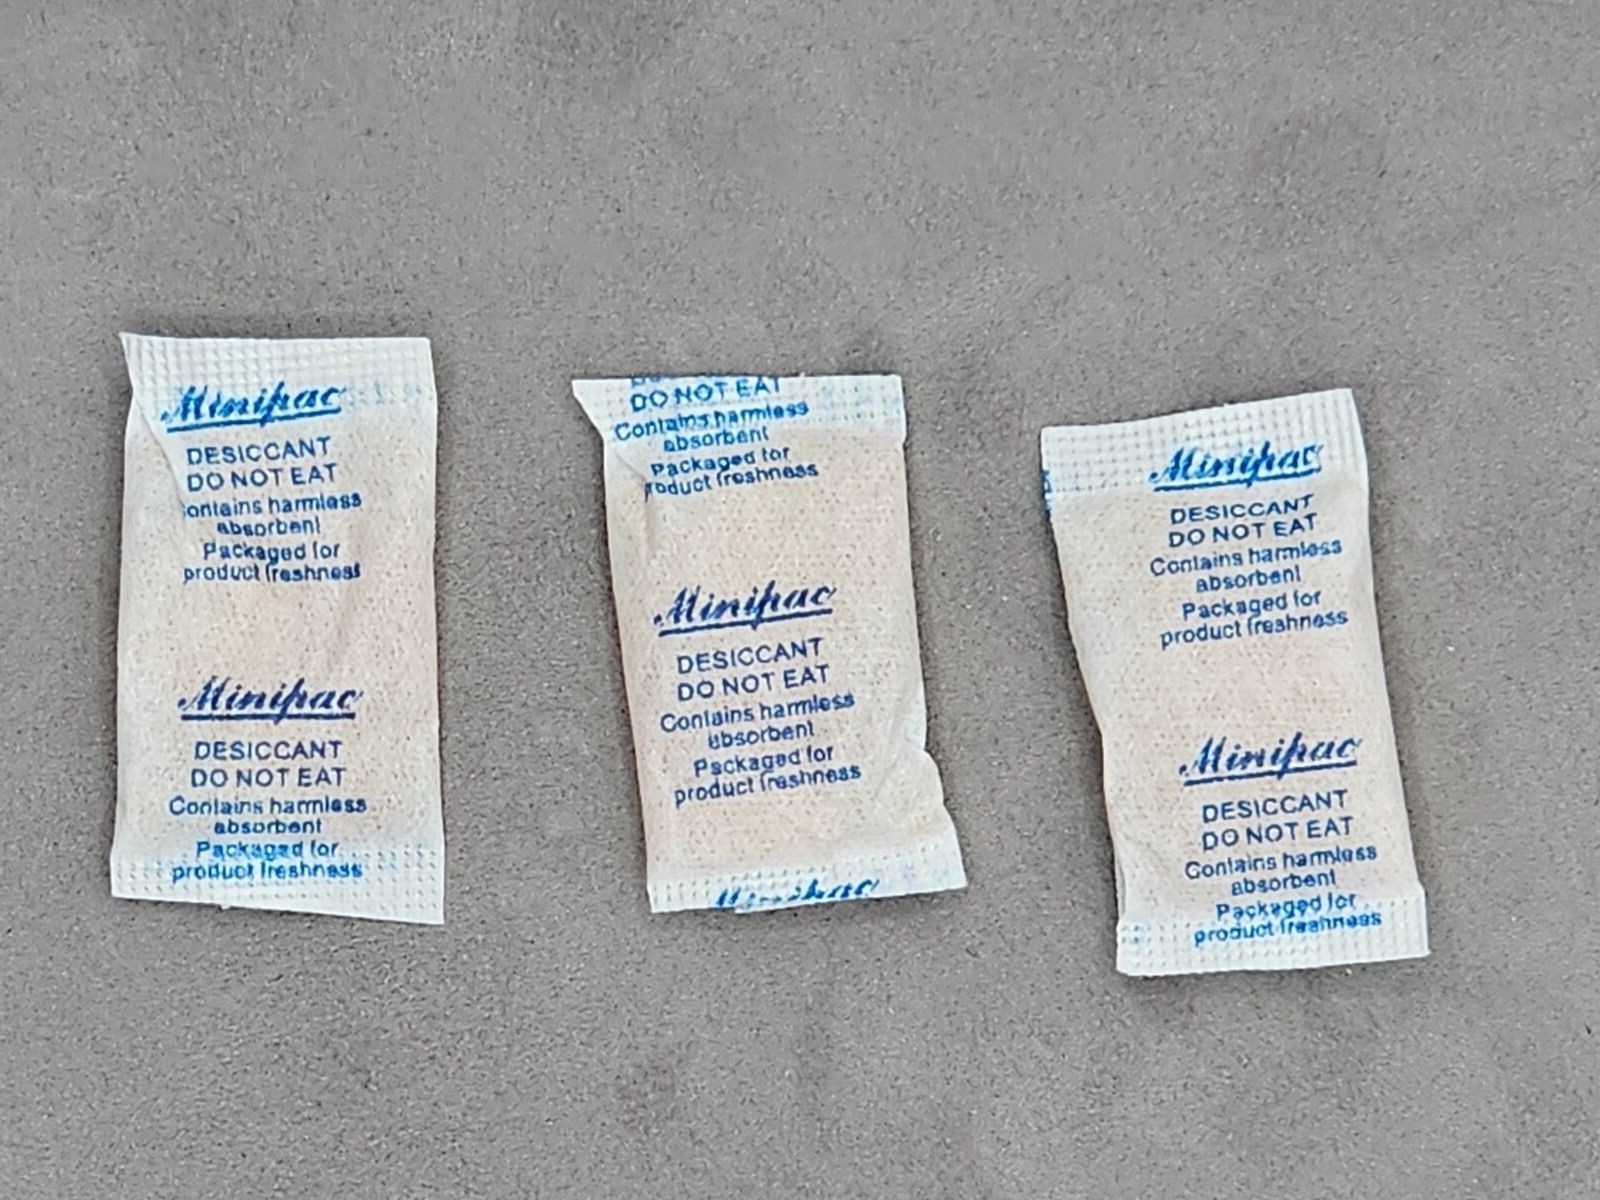 Minipac
DESICCANT
DO NOT EAT
ontains harmless
absorbent
Packaged for
product freshness
Minipac
DESICCANT
DO NOT EAT
Contains harmless
absorbent
Packaged for
product freshness
DO NOT EAT
Contains harmless
absorbent
Packaged for
roduct freshness
Minipac
DESICCANT
DO NOT EAT
Contains harmless
absorbent
Packaged for
product freshness
Minipac
Minipac
DESICCANT
DO NOT EAT
Contains harmless
absorbent
Packaged for
product freshness
Minipac
DESICCANT
DO NOT EAT
Contains harmless
absorbent
Packaged for
product freshness